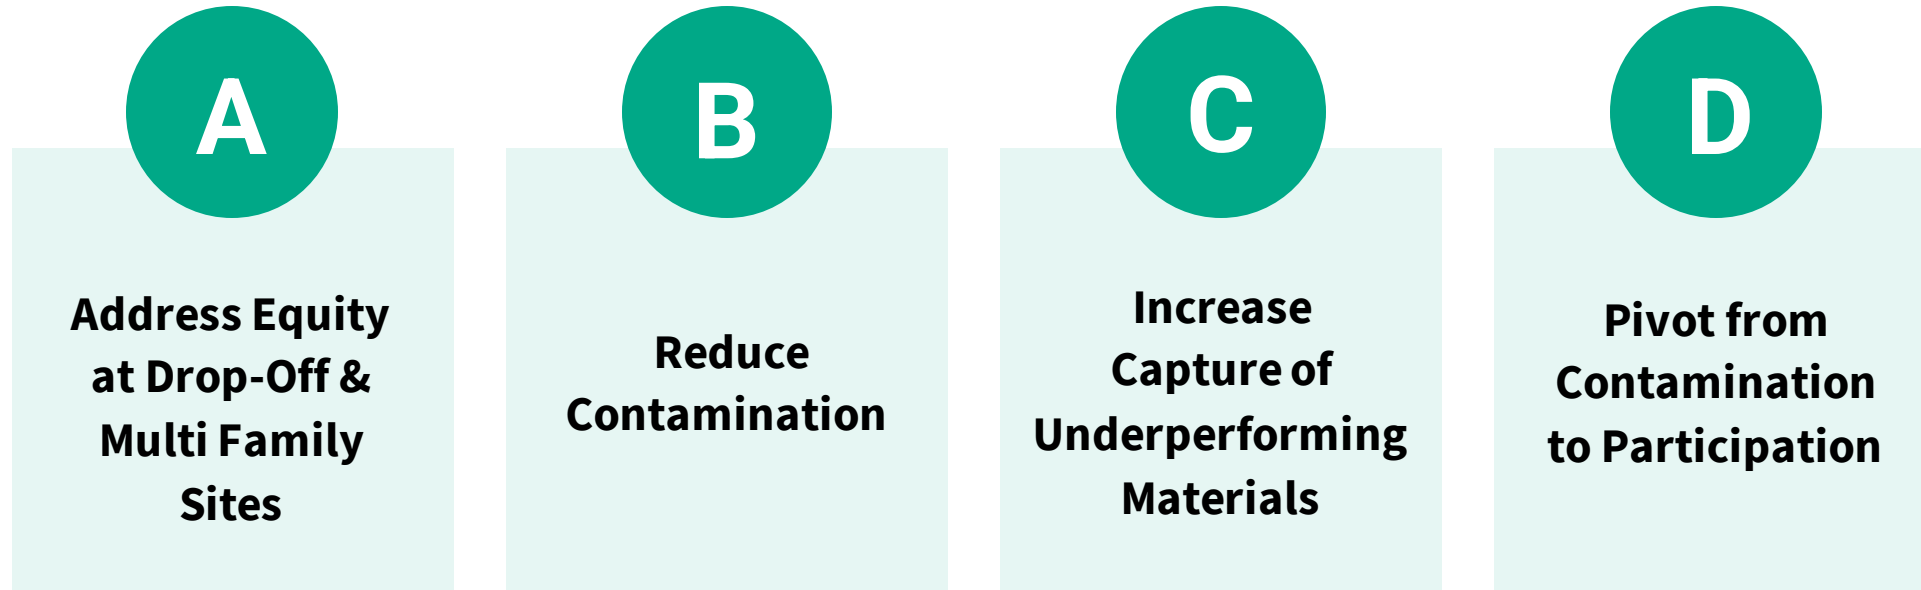 A
Address Equity
at Drop-Off &
Multi Family
Sites
B
Reduce
Contamination
C
Increase
Capture of
Underperforming
Materials
D
Pivot from
Contamination
to Participation